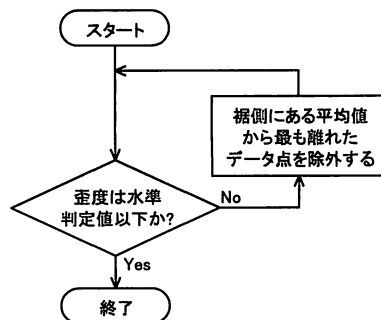 スタート
裾側にある平均値
から最も離れた
データ点を除外する
歪度は水準
判定値以下か?
No
Yes
終了